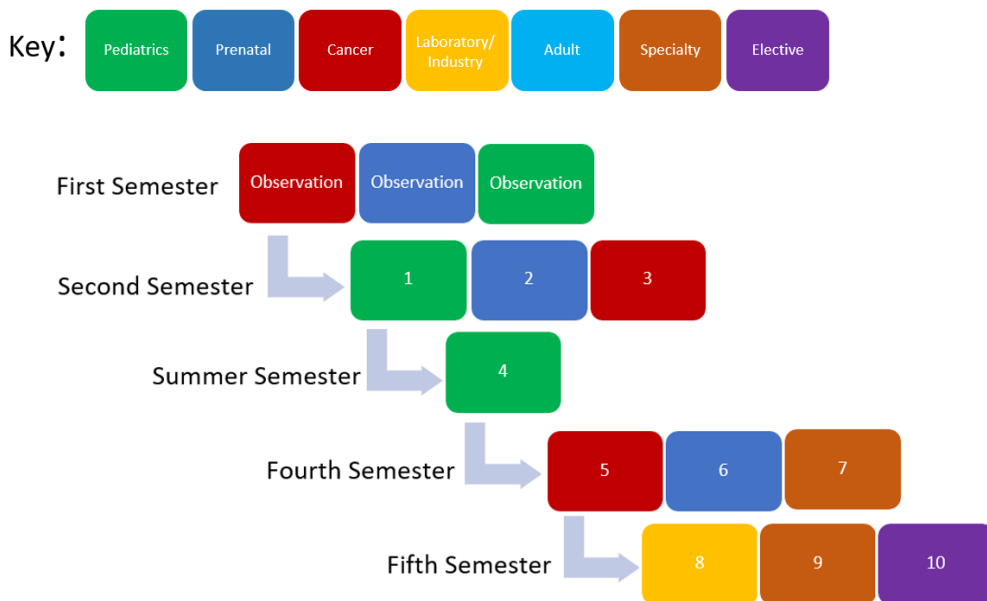 Key:
Pediatrics
Prenatal
Cancer
Laboratory/
Industry
Adult
Specialty
Elective
First Semester
Observation
Observation
Observation
Second Semester
1
2
3
Summer Semester
4
Fourth Semester
5
6
7
Fifth Semester
8
9
10